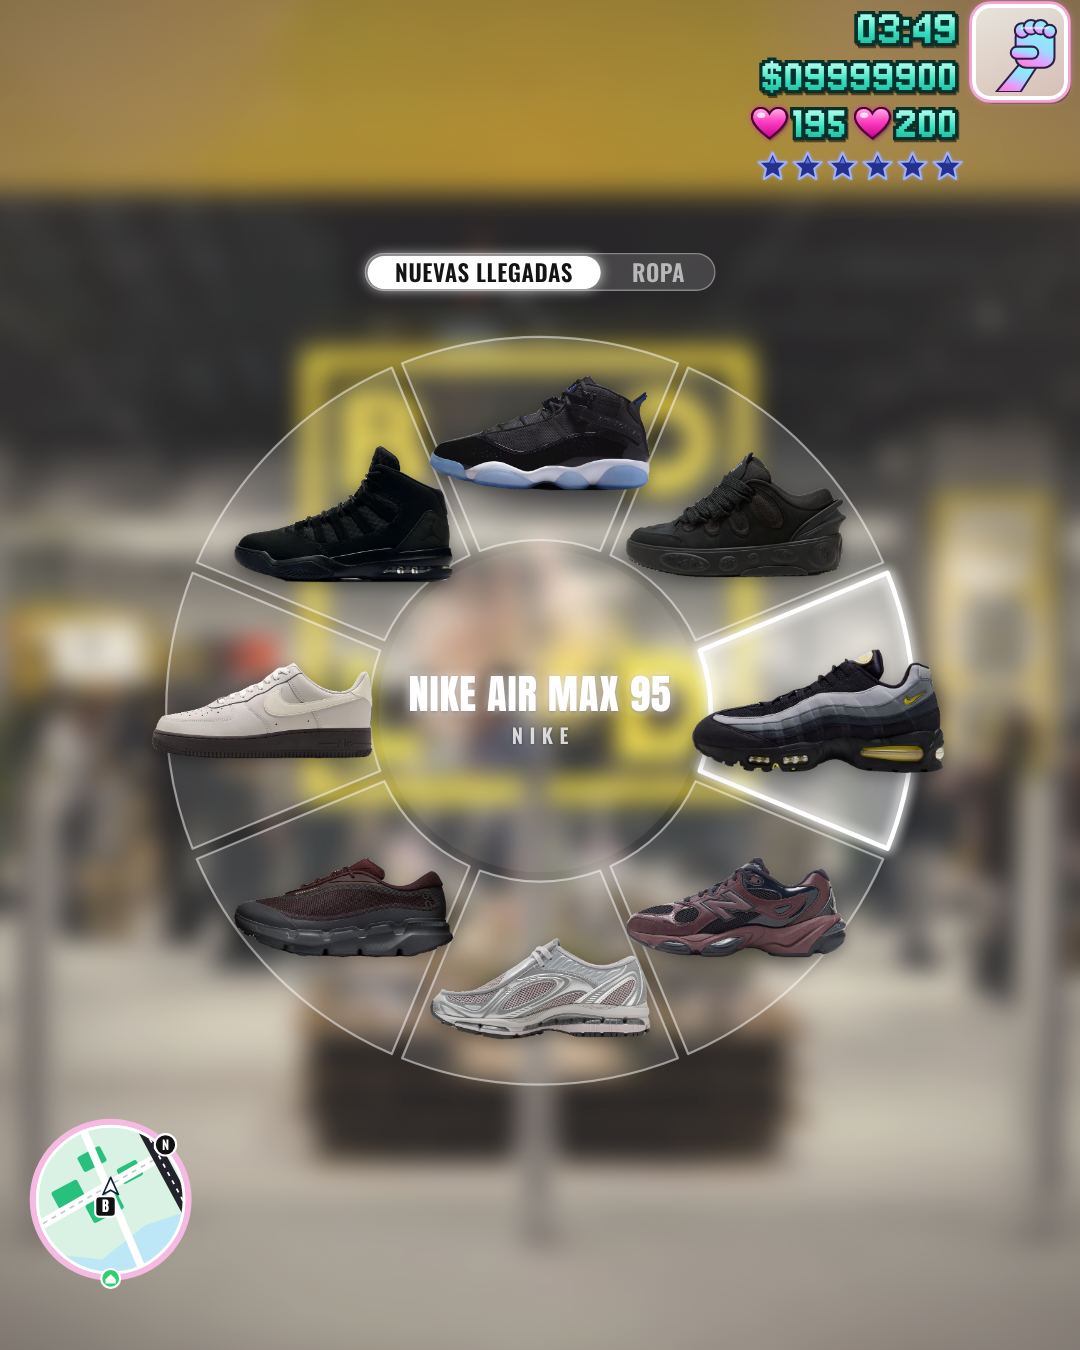 03:49
$09999900
195 200
NUEVAS LLEGADAS ROPA
NIKE AIR MAX 95
NIKE
N
B